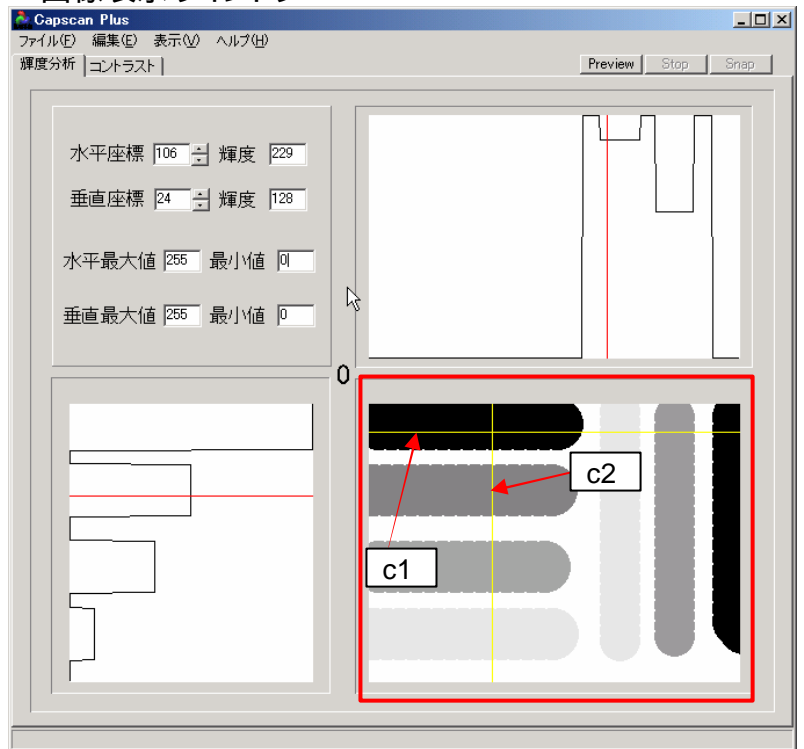 Capscan Plus
ファイル(F) 編集(E) 表示(V) ヘルプ(H)
輝度分析 コントラスト Preview Stop Snap
水平座標 106 輝度 229
垂直座標 24 輝度 128
水平最大値 255 最小値 0
垂直最大値 255 最小値 0
0
c2
c1